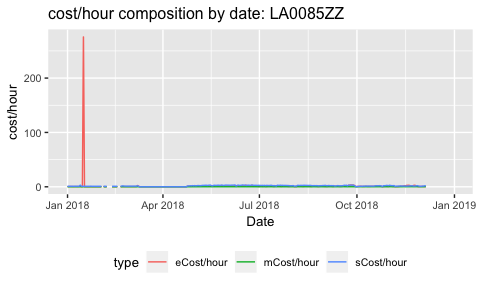 cost/hour composition by date: LA0085ZZ
cost/hour
200
100
0
Jan 2018 Apr 2018 Jul 2018 Oct 2018 Jan 2019
Date
type eCost/hour mCost/hour sCost/hour